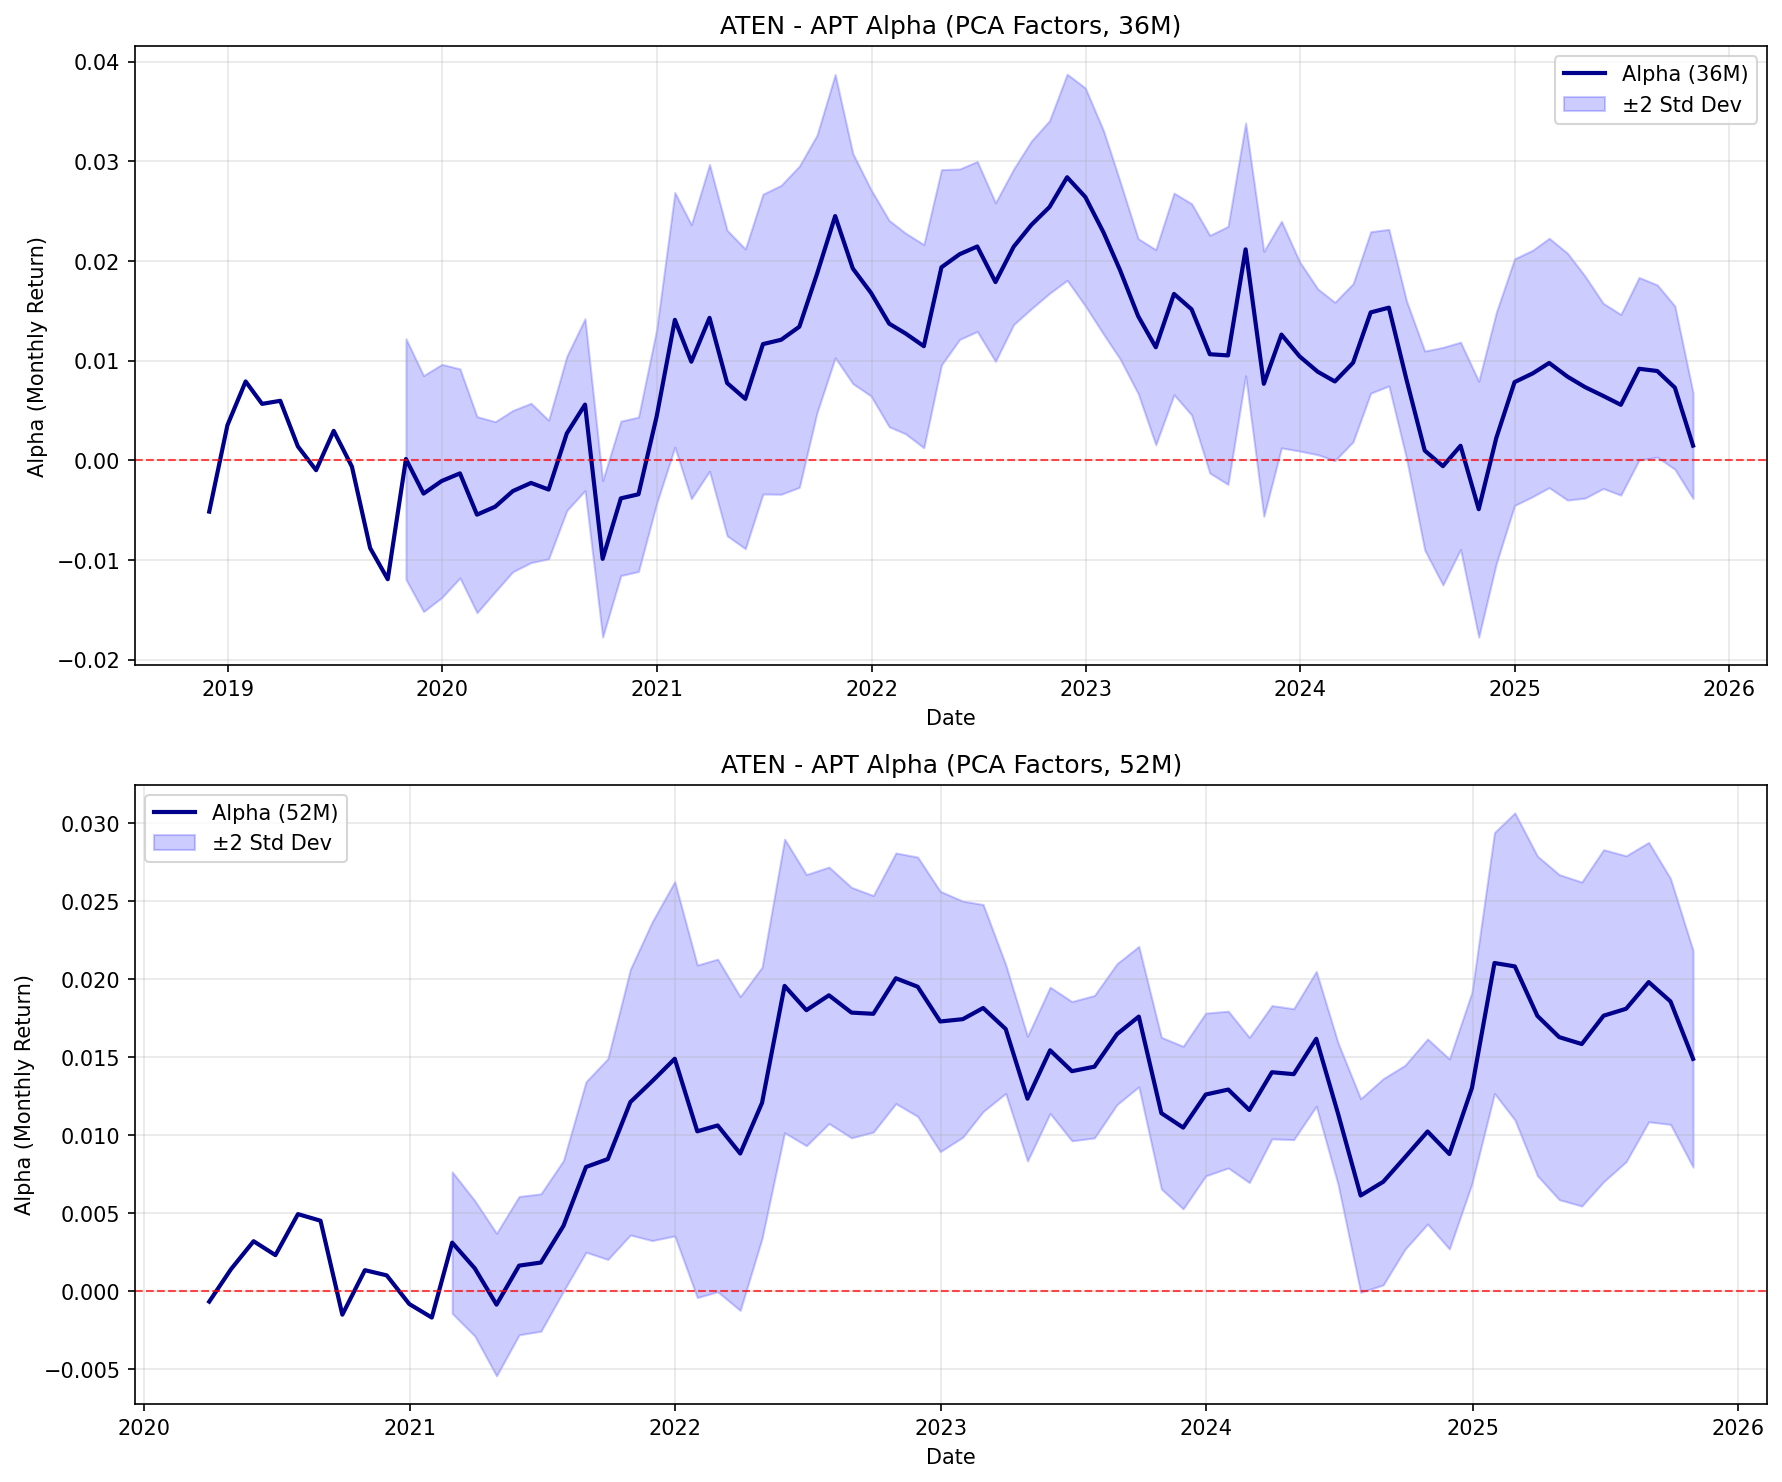 ATEN - APT Alpha (PCA Factors, 36M)
Alpha (Monthly Return)
0.04
0.03
0.02
0.01
0.00
−0.01
−0.02
Alpha (36M)
±2 Std Dev
2019 2020 2021 2022 2023 2024 2025 2026
Date
ATEN - APT Alpha (PCA Factors, 52M)
Alpha (Monthly Return)
0.030
0.025
0.020
0.015
0.010
0.005
0.000
−0.005
Alpha (52M)
±2 Std Dev
2020 2021 2022 2023 2024 2025 2026
Date